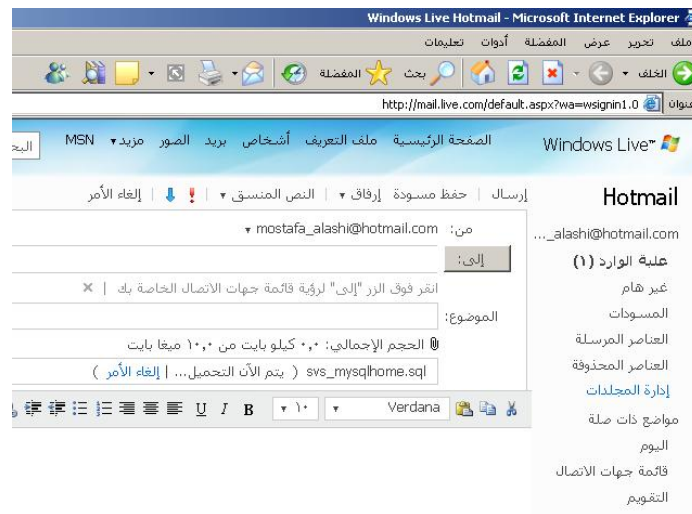 Windows Live Hotmail - Microsoft Internet Explorer
ملف تحرير عرض المفضلة أدوات تعليمات
الخلف بحث المفضلة
http://mail.live.com/default.aspx?wa=wsignin1.0
Windows Live™ الصفحة الرئيسية ملف التعريف أشخاص بريد الصور مزيد MSN
Hotmail
إرسال | حفظ مسودة إرفاق | النص المنسق | إلغاء الأمر
..._alashi@hotmail.com
من: mostafa_alashi@hotmail.com
علبة الوارد (١)
إلى:
غير هام
انقر فوق الزر "إلى" لرؤية قائمة جهات الاتصال الخاصة بك |
المسودات
الموضوع:
العناصر المرسلة
الحجم الإجمالي: ٠,٠ كيلو بايت من ١٠,٠ ميغا بايت
العناصر المحذوفة
svs_mysqlhome.sql ( يتم الآن التحميل... | إلغاء الأمر )
إدارة المجلدات
Verdana ١٠ B I U
مواضع ذات صلة
اليوم
قائمة جهات الاتصال
التقويم